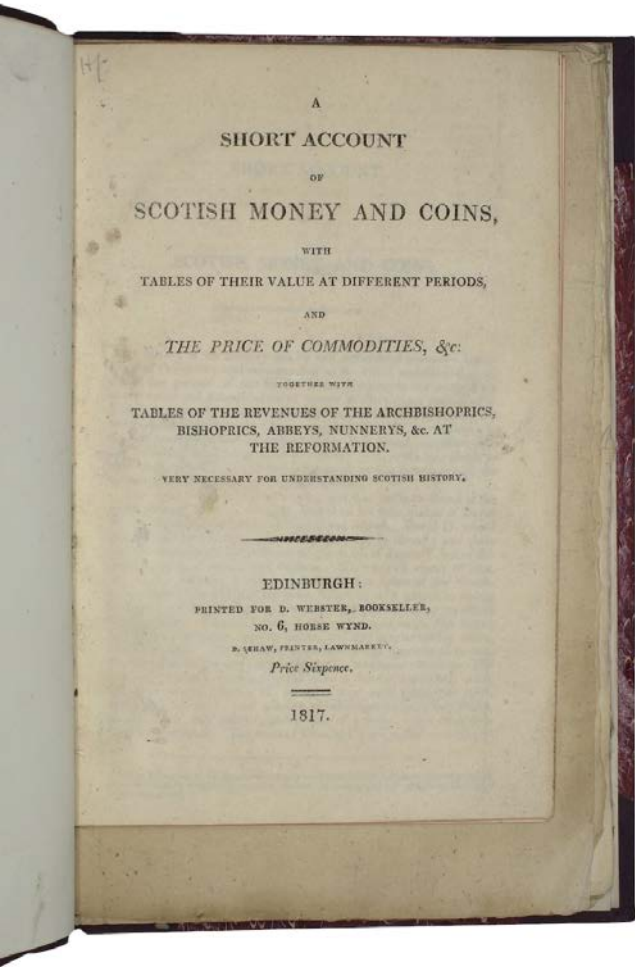 A
SHORT ACCOUNT
OF
SCOTISH MONEY AND COINS,
WITH
TABLES OF THEIR VALUE AT DIFFERENT PERIODS,
AND
THE PRICE OF COMMODITIES, &c:
TOGETHER WITH
TABLES OF THE REVENUES OF THE ARCHBISHOPRICS,
BISHOPRICS, ABBEYS, NUNNERYS, &c. AT
THE REFORMATION.
VERY NECESSARY FOR UNDERSTANDING SCOTISH HISTORY.
EDINBURGH:
PRINTED FOR D. WEBSTER, BOOKSELLER,
NO. 6, HORSE WYND.
D. SHAW, PRINTER, LAWNMARKET.
Price Sixpence.
1817.